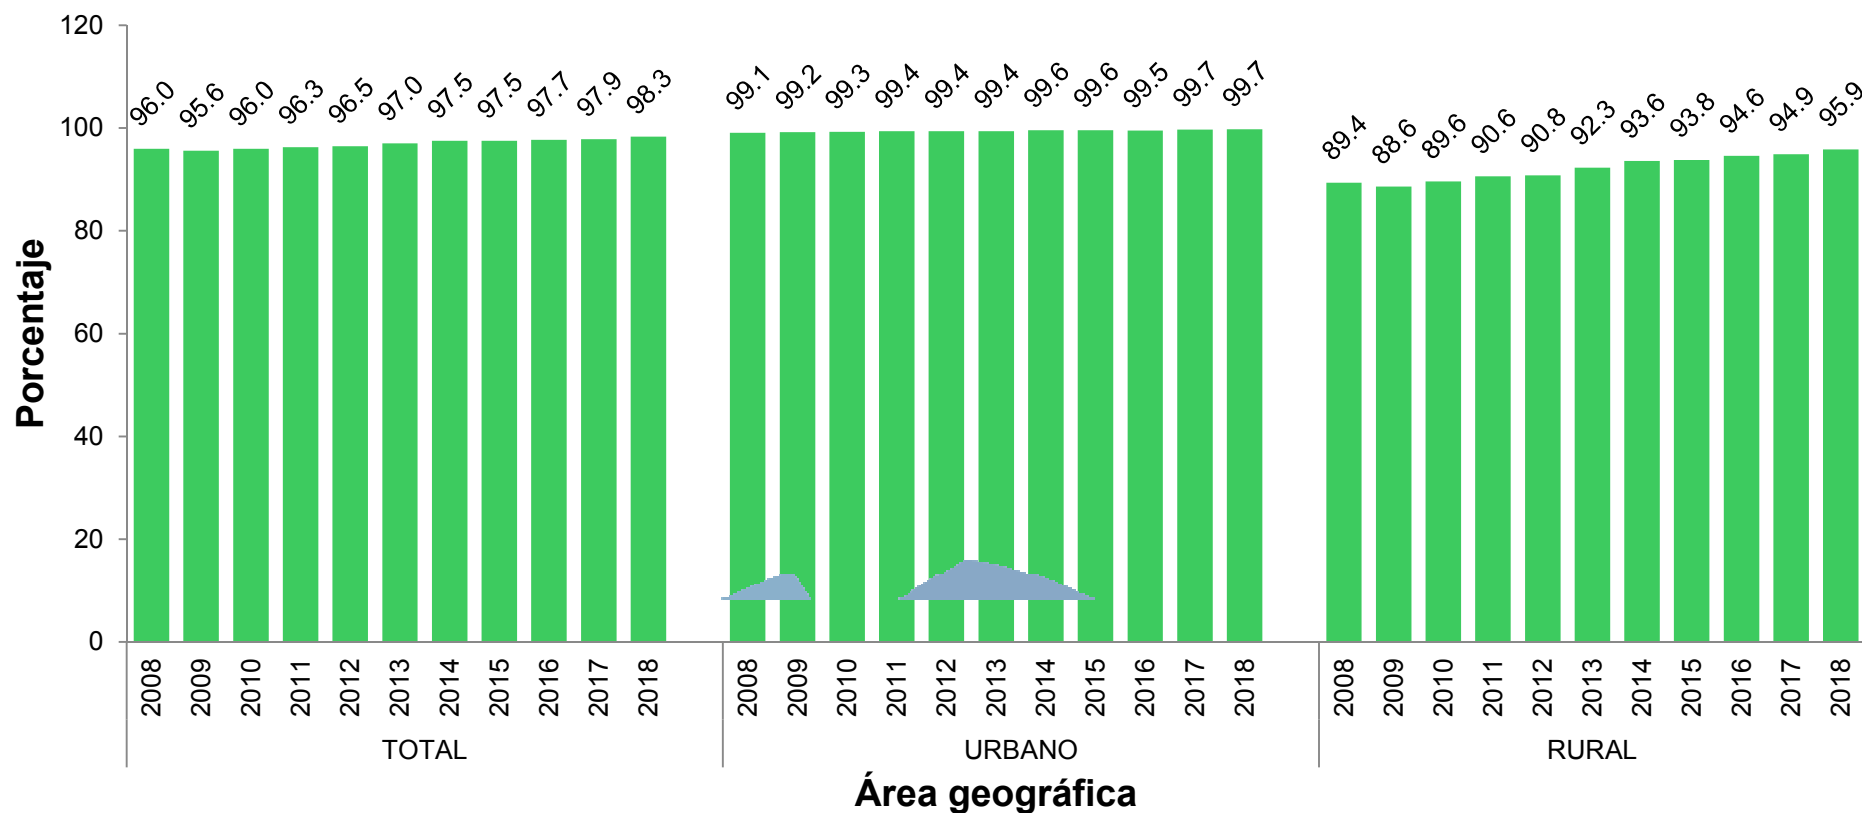 120
100
80
60
40
20
0
Porcentaje
96.0 95.6 96.0 96.3 96.5 97.0 97.5 97.5 97.7 97.9 98.3
99.1 99.2 99.3 99.4 99.4 99.4 99.6 99.6 99.5 99.7 99.7
89.4 88.6 89.6 90.6 90.8 92.3 93.6 93.8 94.6 94.9 95.9
2008 2009 2010 2011 2012 2013 2014 2015 2016 2017 2018
2008 2009 2010 2011 2012 2013 2014 2015 2016 2017 2018
2008 2009 2010 2011 2012 2013 2014 2015 2016 2017 2018
TOTAL URBANO RURAL
Área geográfica